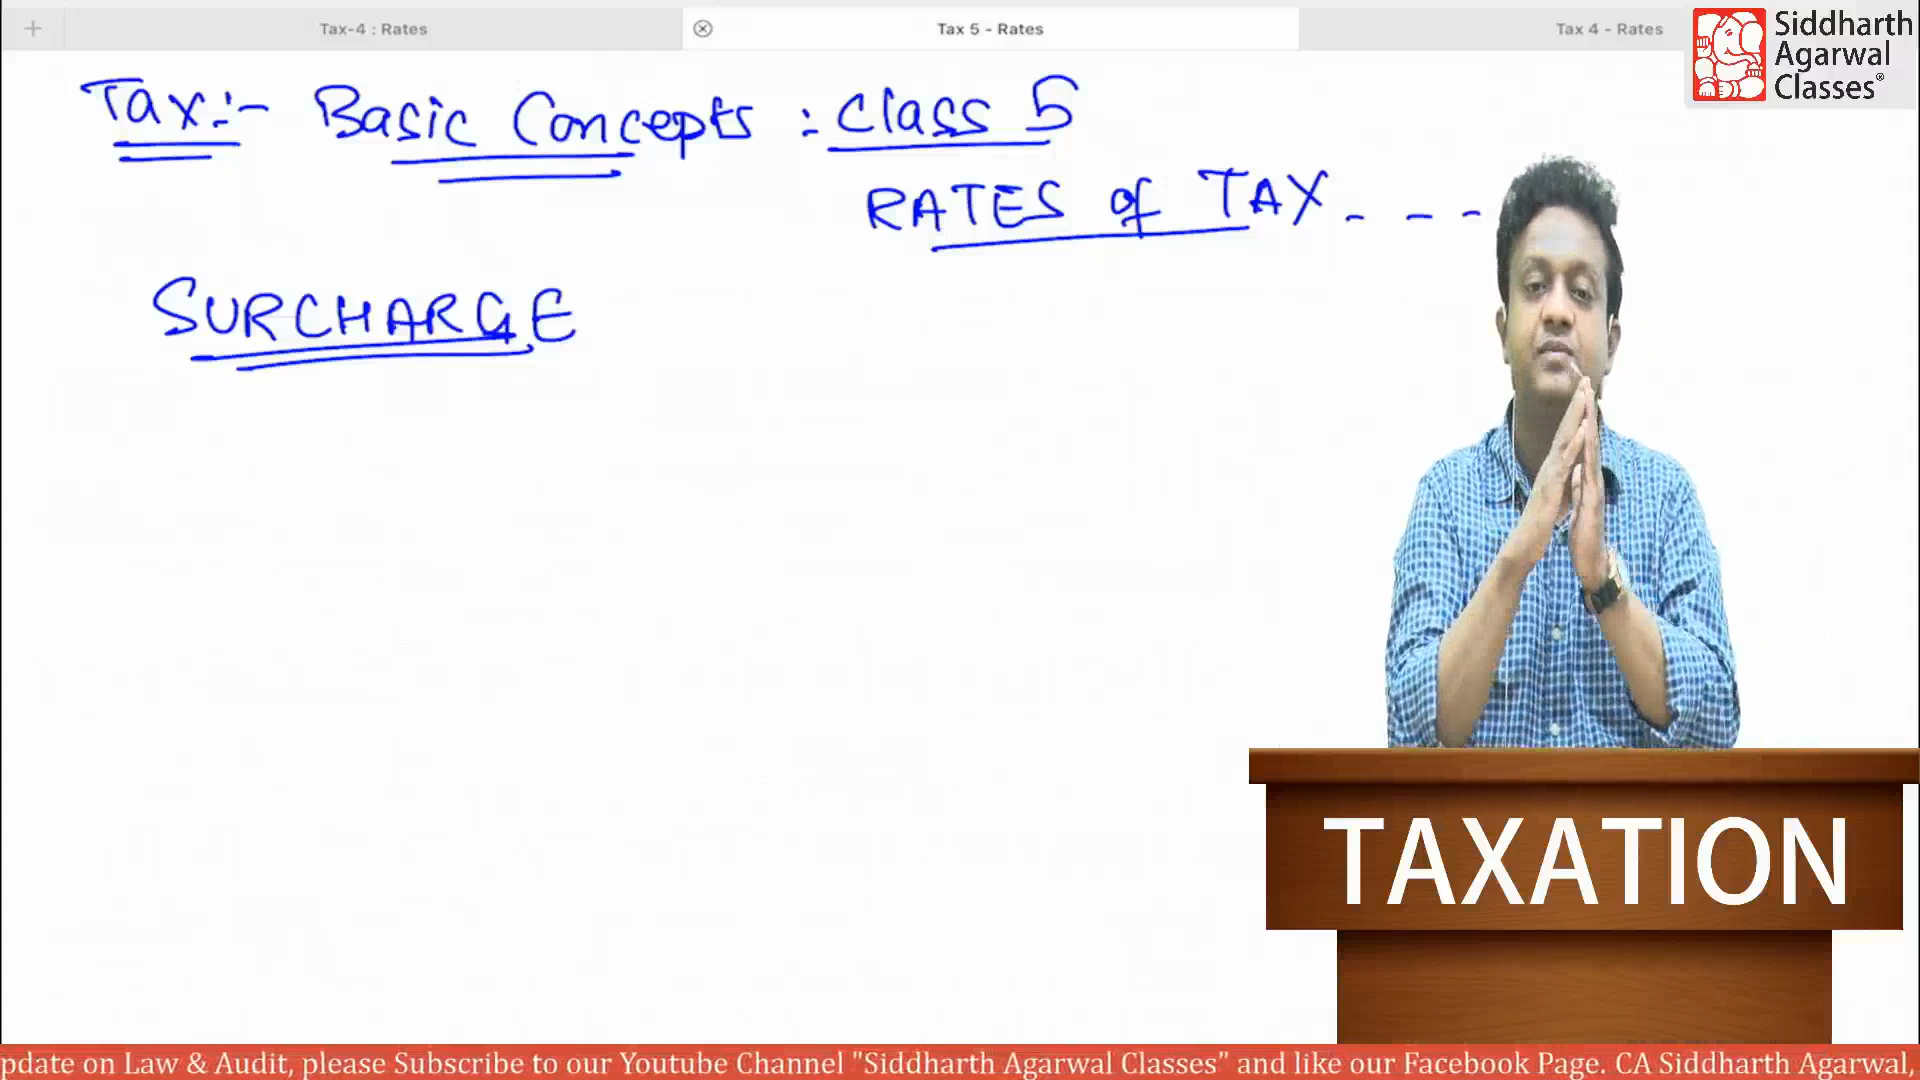 Tax-4 : Rates
Tax 5 - Rates
Tax 4 - Rates
Siddharth
Agarwal
Classes®
Tax :- Basic Concepts : Class 5
RATES of TAX - - -
SURCHARGE
TAXATION
pdate on Law & Audit, please Subscribe to our Youtube Channel "Siddharth Agarwal Classes" and like our Facebook Page. CA Siddharth Agarwal,